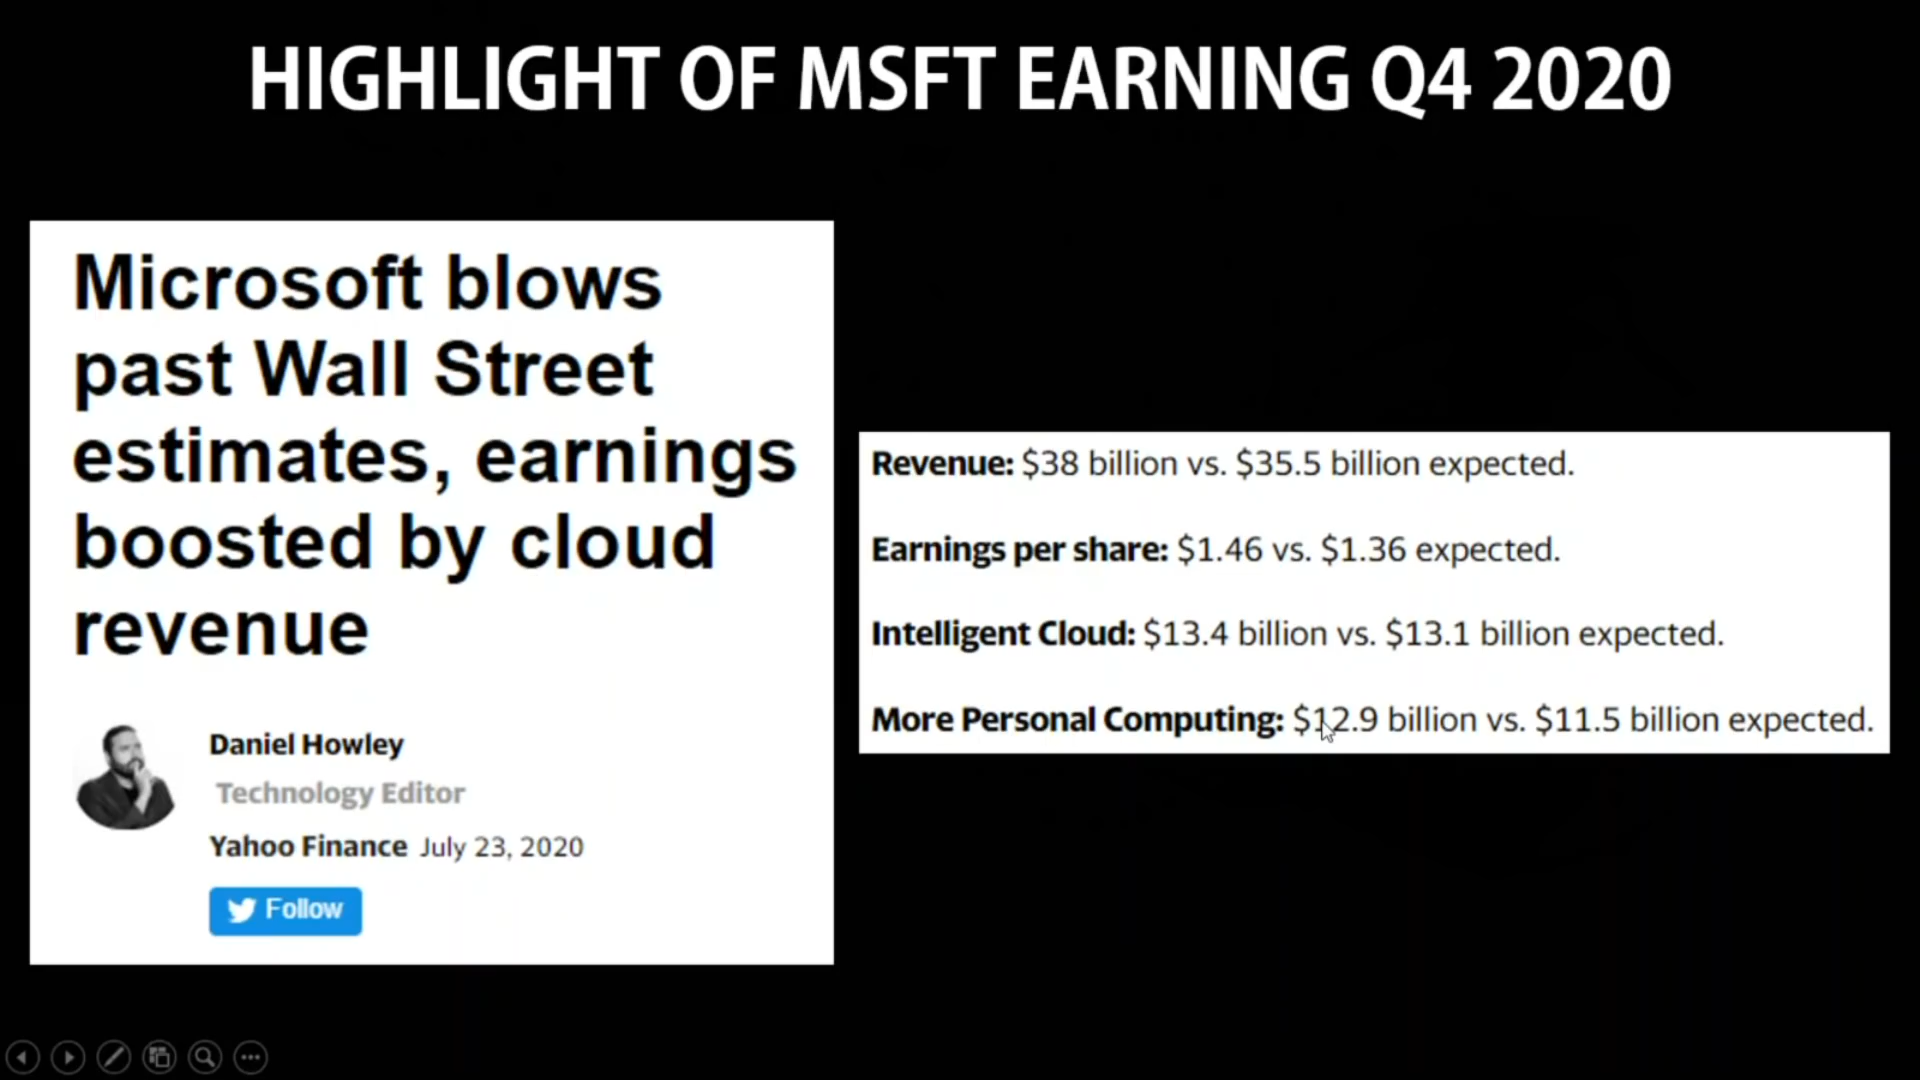 HIGHLIGHT OF MSFT EARNING Q4 2020
Microsoft blows
past Wall Street
estimates, earnings
boosted by cloud
revenue
Daniel Howley
Technology Editor
Yahoo Finance July 23, 2020
Follow
Revenue: $38 billion vs. $35.5 billion expected.
Earnings per share: $1.46 vs. $1.36 expected.
Intelligent Cloud: $13.4 billion vs. $13.1 billion expected.
More Personal Computing: $12.9 billion vs. $11.5 billion expected.